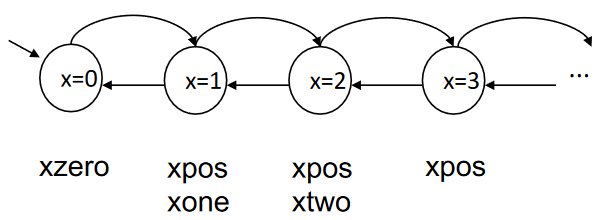 x=0 x=1 x=2 x=3 ...
xzero xpos xpos xpos
xone xtwo